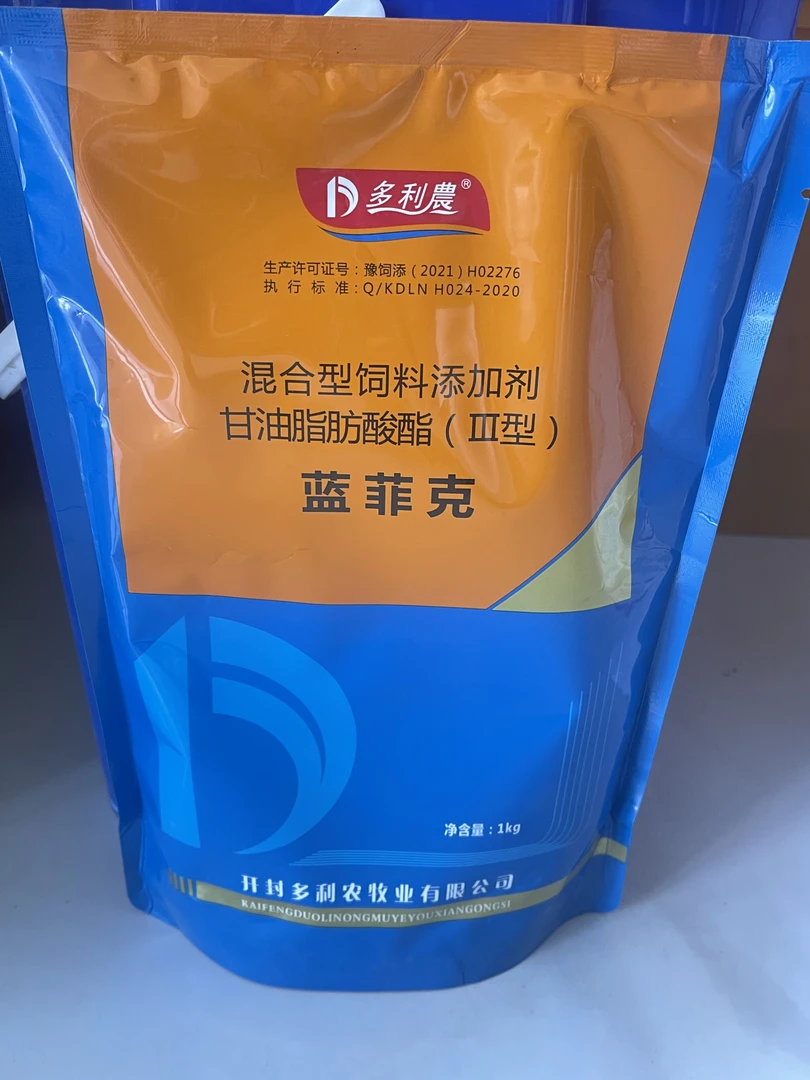 多利農®
生产许可证号：豫饲添（2021）H02276
执行标准：Q/KDLN H024-2020
混合型饲料添加剂
甘油脂肪酸酯（Ⅲ型）
蓝菲克
净含量：1kg
开封多利农牧业有限公司
KAIFENGDUOLINONGMUYEYOUXIANGONGSI